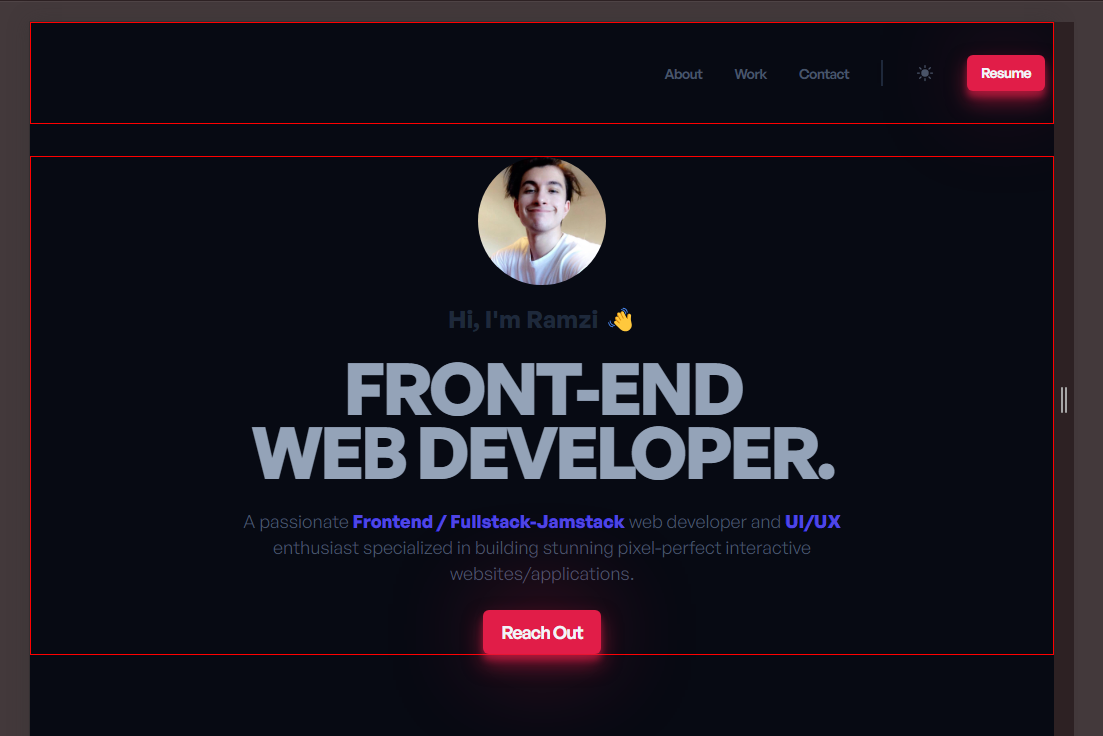 About Work Contact Resume
Hi, I'm Ramzi 👋
FRONT-END
WEB DEVELOPER.
A passionate Frontend / Fullstack-Jamstack web developer and UI/UX
enthusiast specialized in building stunning pixel-perfect interactive
websites/applications.
Reach Out